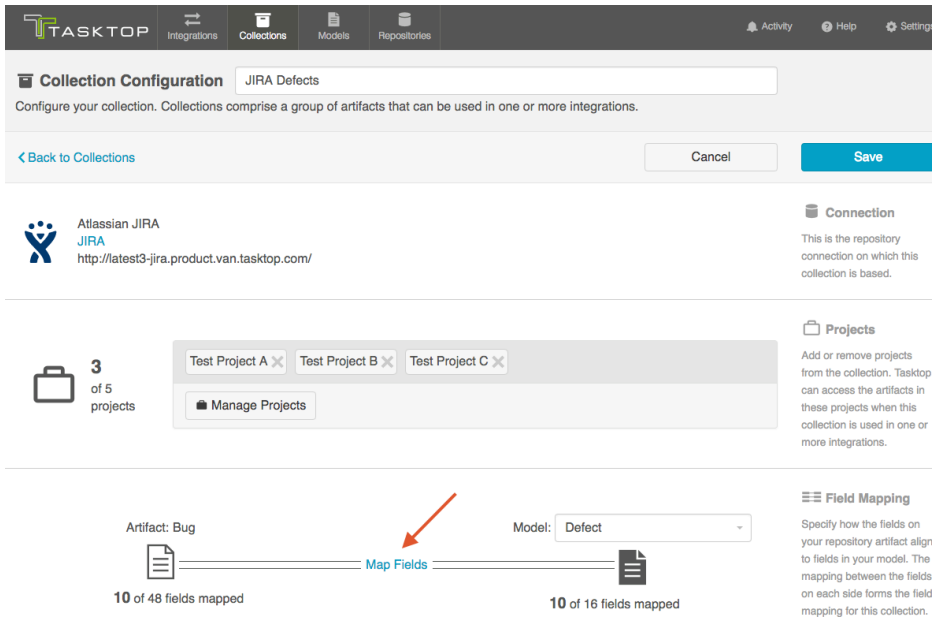 TASKTOP
Integrations
Collections
Models
Repositories
Activity
Help
Settings
Collection Configuration
JIRA Defects
Configure your collection. Collections comprise a group of artifacts that can be used in one or more integrations.
Back to Collections
Cancel
Save
Atlassian JIRA
JIRA
http://latest3-jira.product.van.tasktop.com/
Connection
This is the repository
connection on which this
collection is based.
3
of 5
projects
Test Project A
Test Project B
Test Project C
Manage Projects
Projects
Add or remove projects
from the collection. Tasktop
can access the artifacts in
these projects when this
collection is used in one or
more integrations.
Artifact: Bug
10 of 48 fields mapped
Map Fields
Model:
Defect
10 of 16 fields mapped
Field Mapping
Specify how the fields on
your repository artifact align
to fields in your model. The
mapping between the fields
on each side forms the field
mapping for this collection.